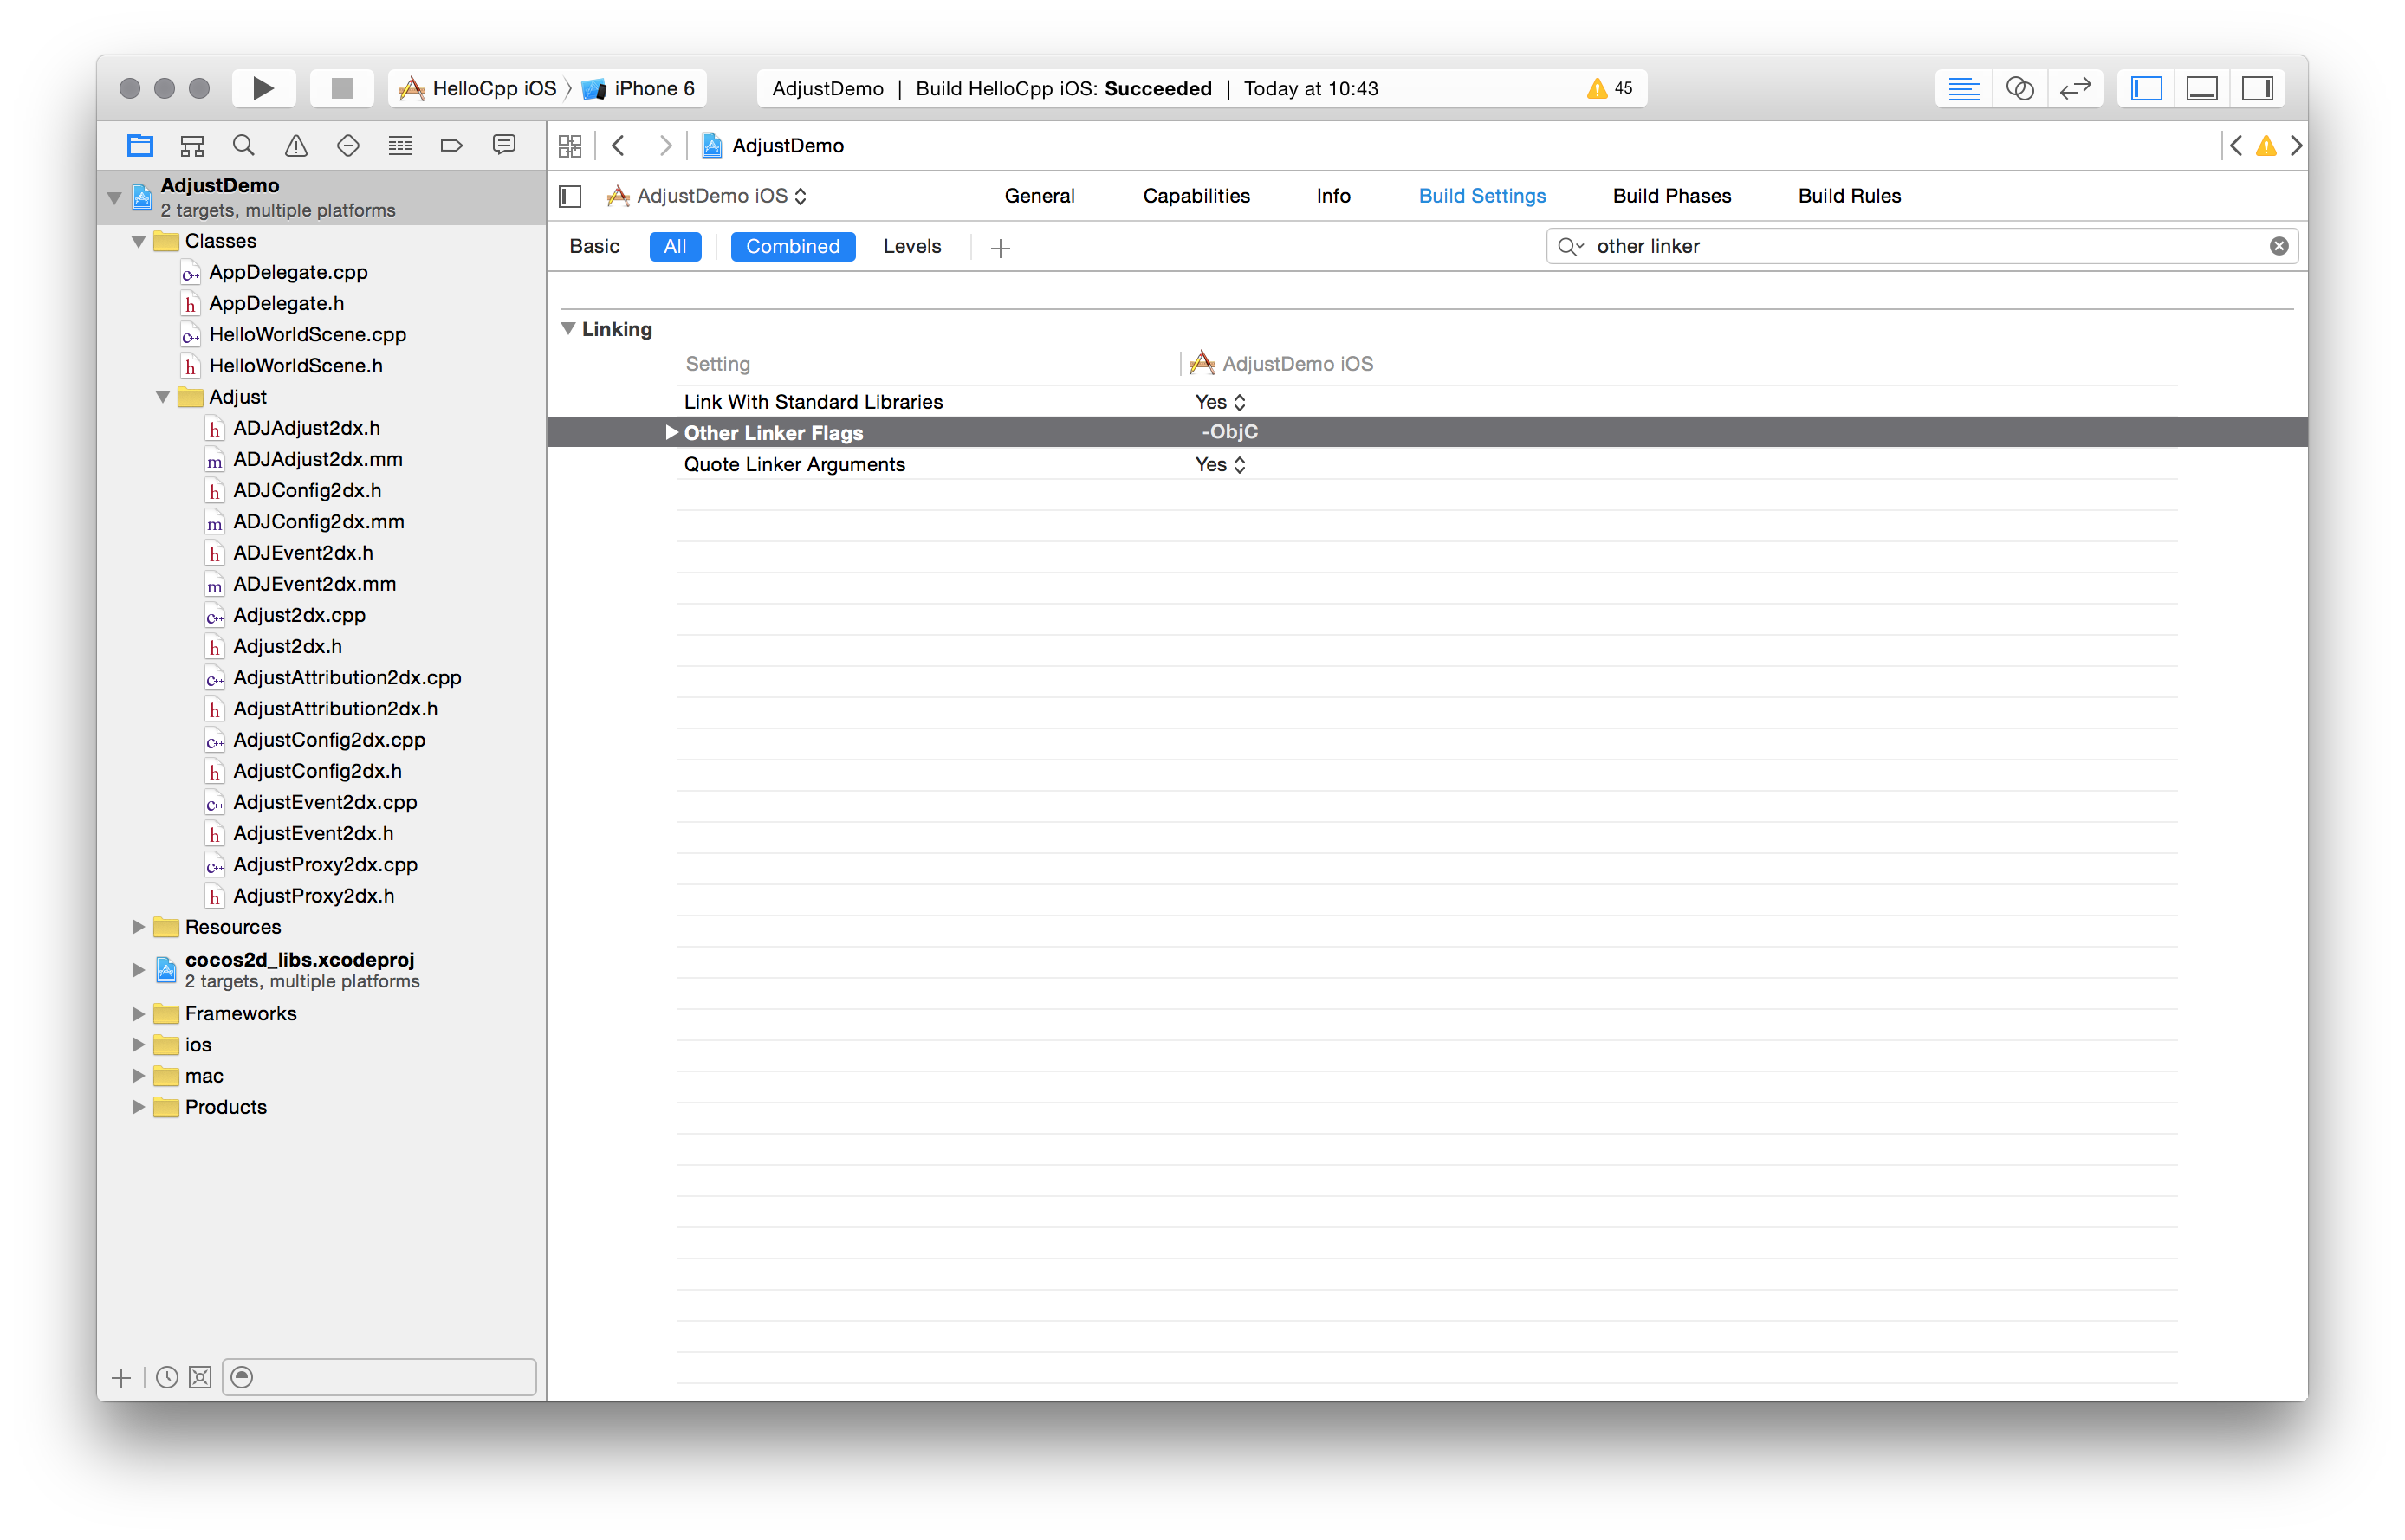 HelloCpp iOS iPhone 6
AdjustDemo | Build HelloCpp iOS: Succeeded | Today at 10:43
45
AdjustDemo
2 targets, multiple platforms
Classes
C++ AppDelegate.cpp
h AppDelegate.h
C++ HelloWorldScene.cpp
h HelloWorldScene.h
Adjust
h ADJAdjust2dx.h
m ADJAdjust2dx.mm
h ADJConfig2dx.h
m ADJConfig2dx.mm
h ADJEvent2dx.h
m ADJEvent2dx.mm
C++ Adjust2dx.cpp
h Adjust2dx.h
C++ AdjustAttribution2dx.cpp
h AdjustAttribution2dx.h
C++ AdjustConfig2dx.cpp
h AdjustConfig2dx.h
C++ AdjustEvent2dx.cpp
h AdjustEvent2dx.h
C++ AdjustProxy2dx.cpp
h AdjustProxy2dx.h
Resources
cocos2d_libs.xcodeproj
2 targets, multiple platforms
Frameworks
ios
mac
Products
AdjustDemo
AdjustDemo iOS General Capabilities Info Build Settings Build Phases Build Rules
Basic All Combined Levels other linker
Linking
Setting AdjustDemo iOS
Link With Standard Libraries Yes
Other Linker Flags -ObjC
Quote Linker Arguments Yes